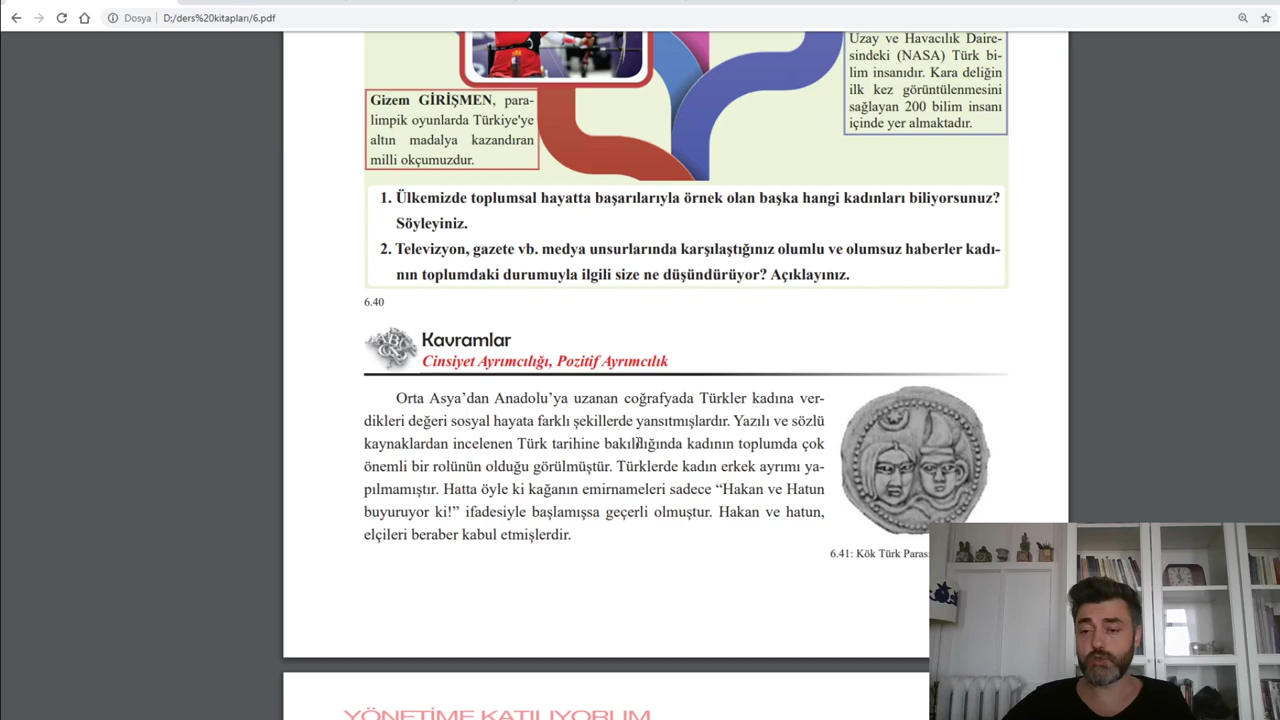 Dosya
D:/ders%20kitapları/6.pdf
Gizem GİRİŞMEN, para-
limpik oyunlarda Türkiye'ye
altın madalya kazandıran
milli okçumuzdur.
Uzay ve Havacılık Daire-
sindeki (NASA) Türk bi-
lim insanıdır. Kara deliğin
ilk kez görüntülenmesini
sağlayan 200 bilim insanı
içinde yer almaktadır.
1. Ülkemizde toplumsal hayatta başarılarıyla örnek olan başka hangi kadınları biliyorsunuz?
Söyleyiniz.
2. Televizyon, gazete vb. medya unsurlarında karşılaştığınız olumlu ve olumsuz haberler kadı-
nın toplumdaki durumuyla ilgili size ne düşündürüyor? Açıklayınız.
6.40
Kavramlar
Cinsiyet Ayrımcılığı, Pozitif Ayrımcılık
Orta Asya’dan Anadolu’ya uzanan coğrafyada Türkler kadına ver-
dikleri değeri sosyal hayata farklı şekillerde yansıtmışlardır. Yazılı ve sözlü
kaynaklardan incelenen Türk tarihine bakıldığında kadının toplumda çok
önemli bir rolünün olduğu görülmüştür. Türklerde kadın erkek ayrımı ya-
pılmamıştır. Hatta öyle ki kağanın emirnameleri sadece “Hakan ve Hatun
buyuruyor ki!” ifadesiyle başlamışsa geçerli olmuştur. Hakan ve hatun,
elçileri beraber kabul etmişlerdir.
6.41: Kök Türk Paras
YÖNETİME KATILIYORUM